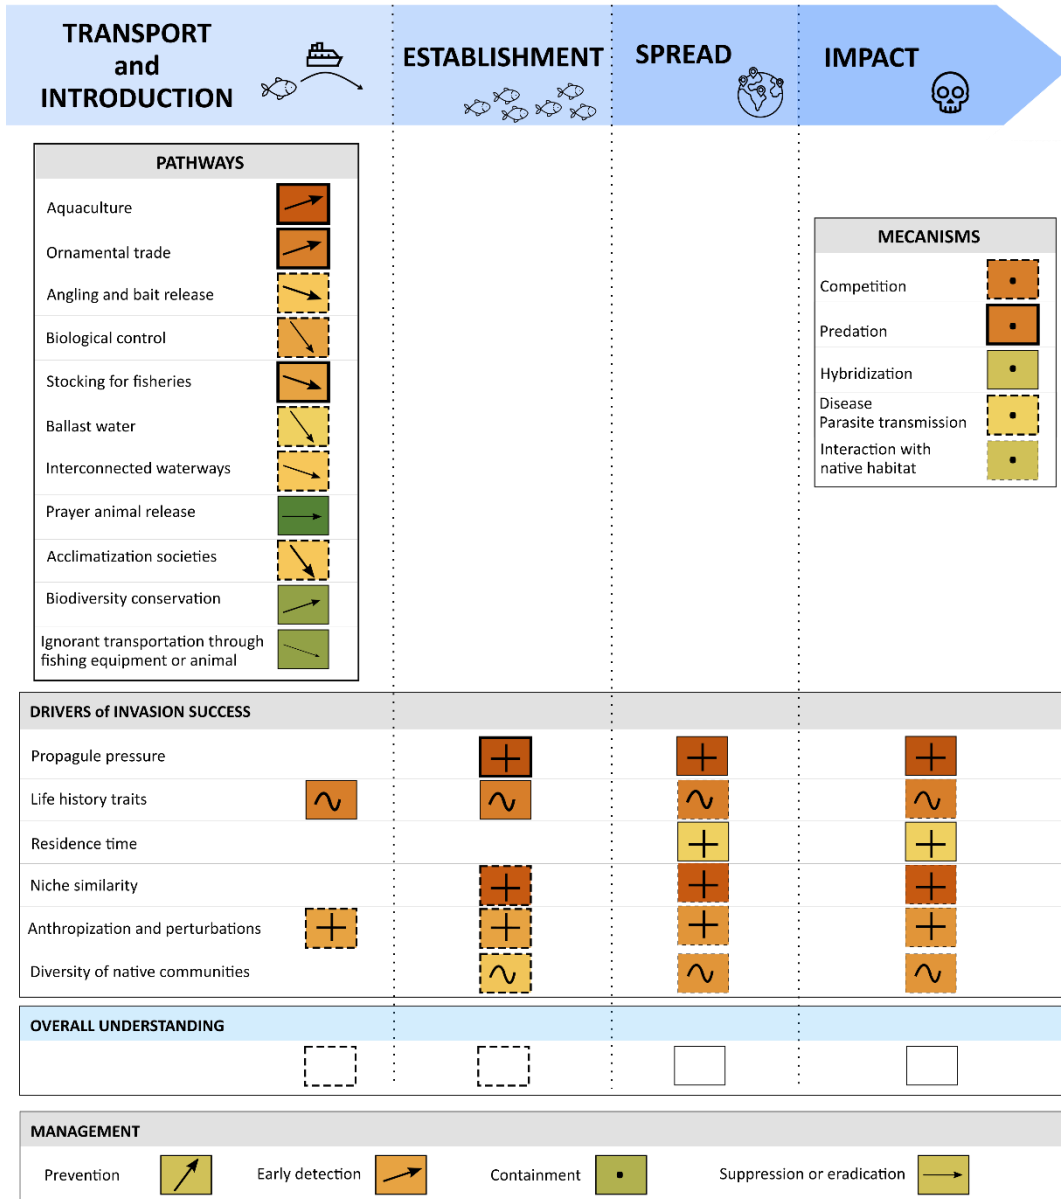 TRANSPORT
and
INTRODUCTION
ESTABLISHMENT
SPREAD
IMPACT
PATHWAYS
Aquaculture
Ornamental trade
Angling and bait release
Biological control
Stocking for fisheries
Ballast water
Interconnected waterways
Prayer animal release
Acclimatization societies
Biodiversity conservation
Ignorant transportation through
fishing equipment or animal
MECANISMS
Competition
Predation
Hybridization
Disease
Parasite transmission
Interaction with
native habitat
DRIVERS of INVASION SUCCESS
Propagule pressure
Life history traits
Residence time
Niche similarity
Anthropization and perturbations
Diversity of native communities
OVERALL UNDERSTANDING
MANAGEMENT
Prevention
Early detection
Containment
Suppression or eradication